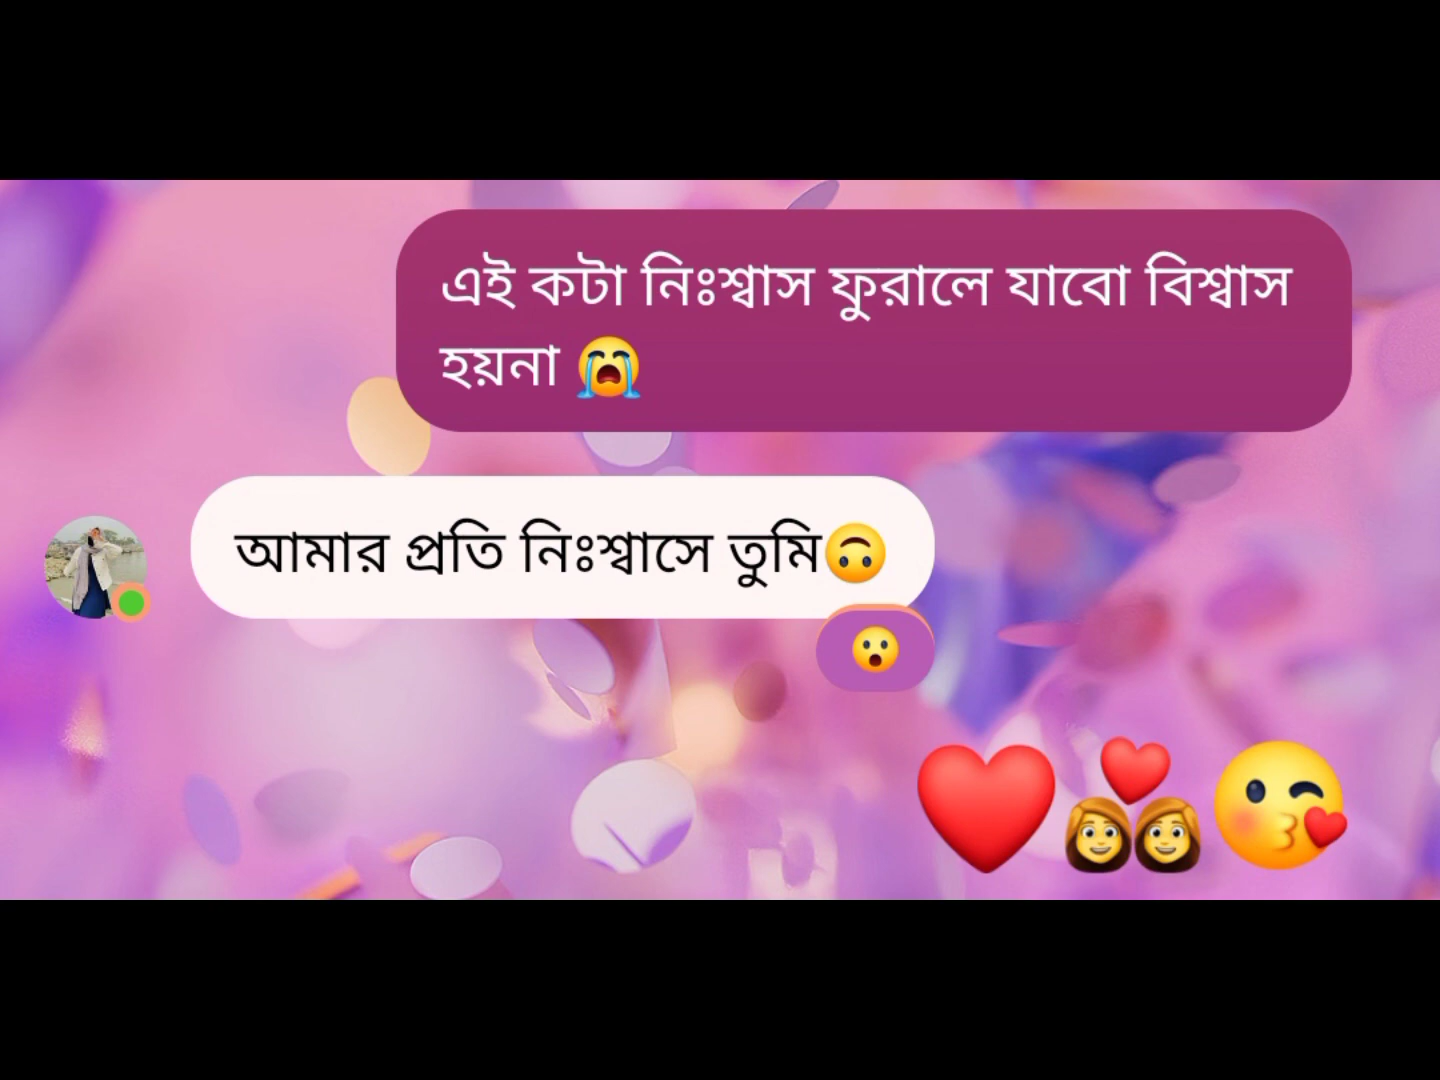 এই কটা নিঃশ্বাস ফুরালে যাবো বিশ্বাস
হয়না 😭
আমার প্রতি নিঃশ্বাসে তুমি🙃
😮
❤️👩‍❤️‍👩😘